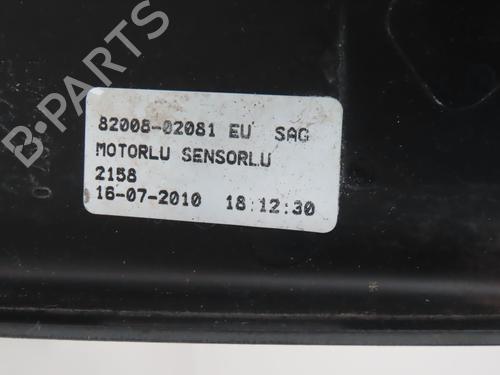 82008-02081 EU SAG
MOTORLU SENSORLU
2158
16-07-2010 18:12:30
B-PARTS